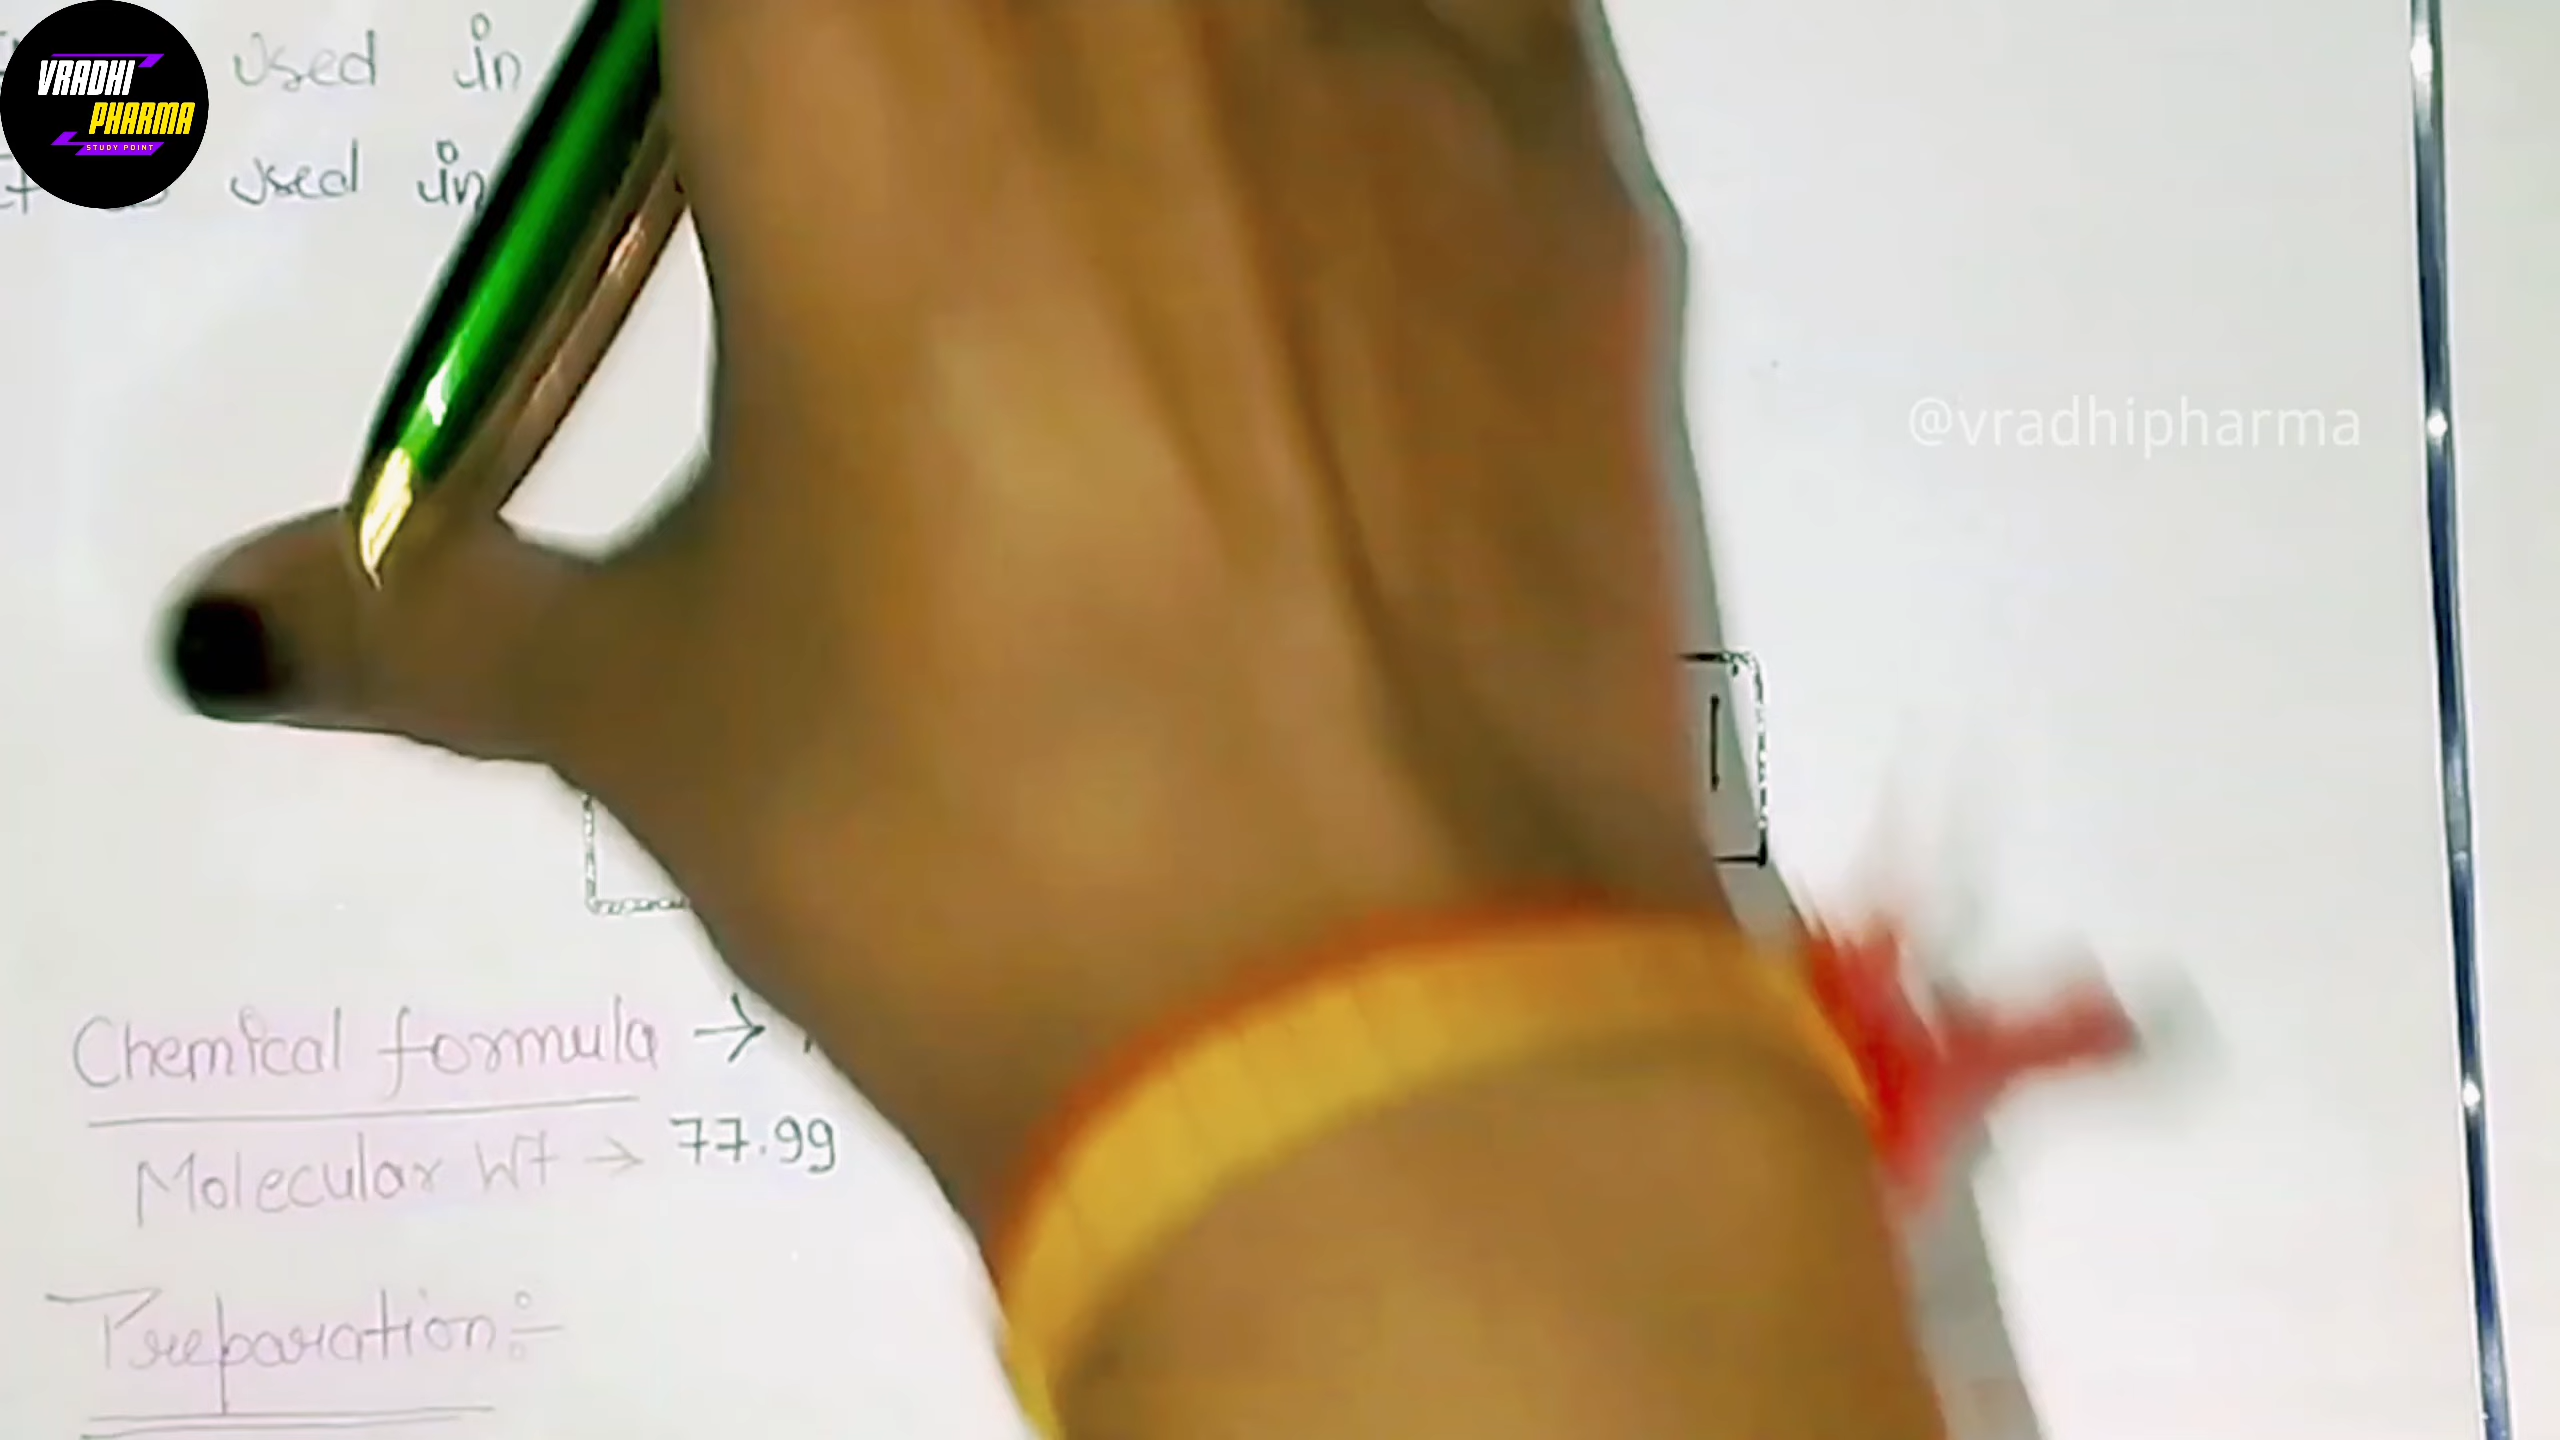 VRADHI
PHARMA
STUDY POINT
used in
used in
@vradhipharma
Chemical formula →
Molecular Wt → 77.99
Preparation:-